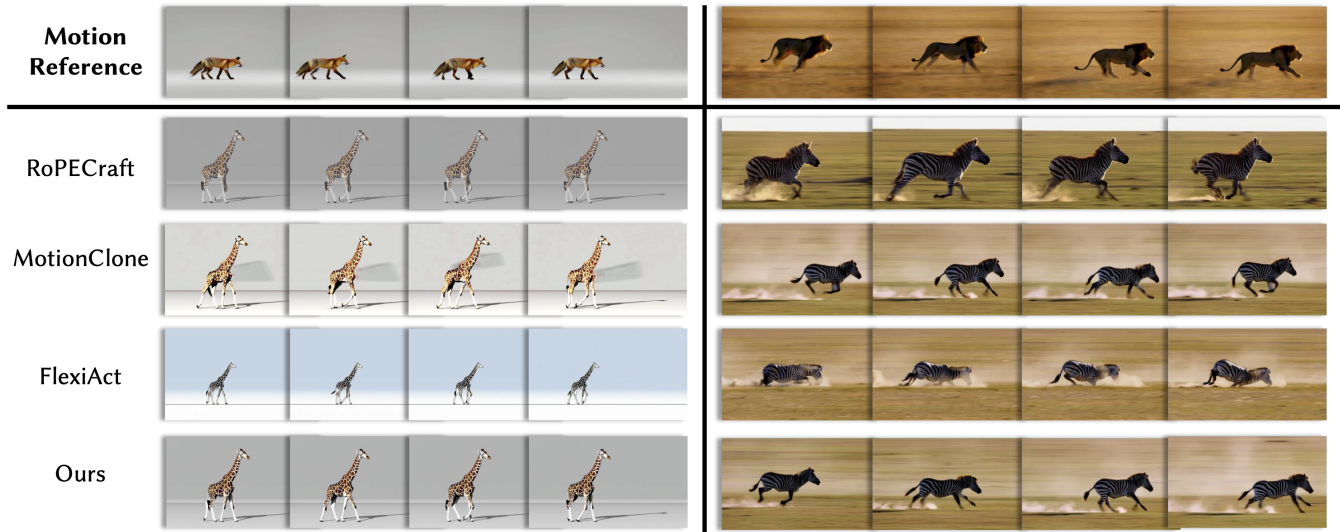 Motion
Reference
RoPECraft
MotionClone
FlexiAct
Ours